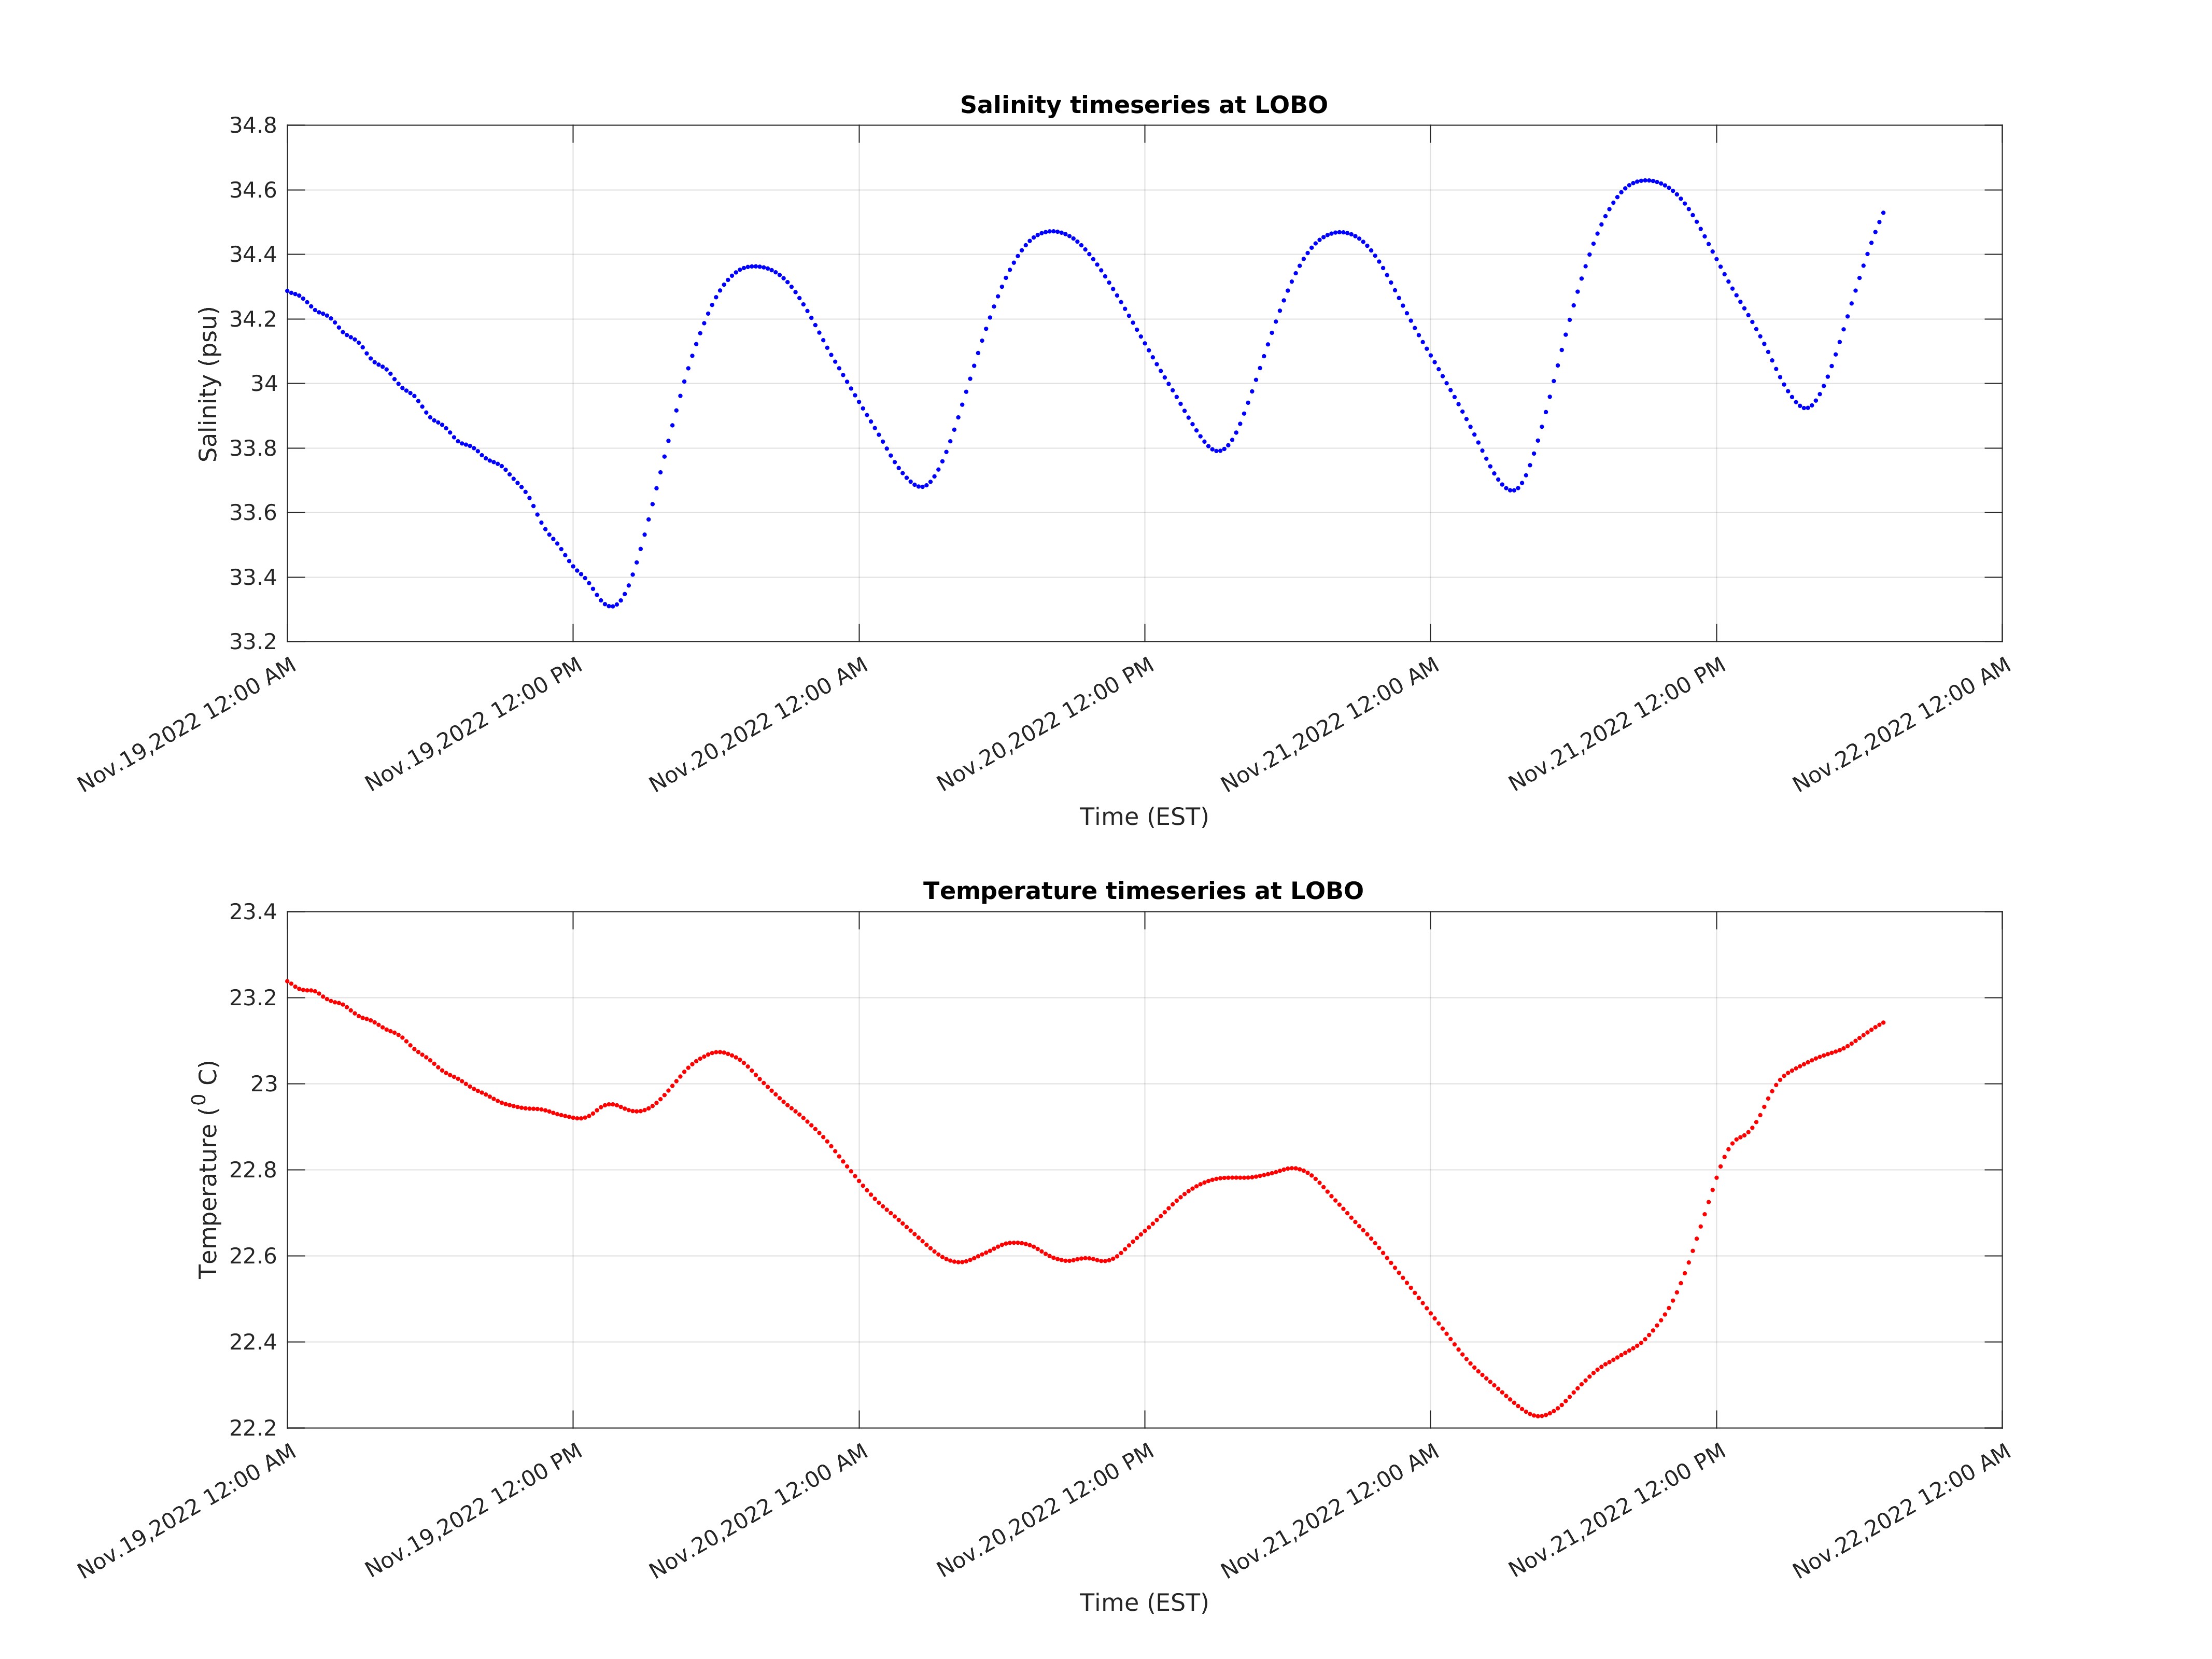 Salinity timeseries at LOBO
34.8
34.6
34.4
34.2
34
33.8
33.6
33.4
33.2
Salinity (psu)
Nov.19,2022 12:00 AM
Nov.19,2022 12:00 PM
Nov.20,2022 12:00 AM
Nov.20,2022 12:00 PM
Nov.21,2022 12:00 AM
Nov.21,2022 12:00 PM
Nov.22,2022 12:00 AM
Time (EST)
Temperature timeseries at LOBO
23.4
23.2
23
22.8
22.6
22.4
22.2
Temperature (⁰ C)
Nov.19,2022 12:00 AM
Nov.19,2022 12:00 PM
Nov.20,2022 12:00 AM
Nov.20,2022 12:00 PM
Nov.21,2022 12:00 AM
Nov.21,2022 12:00 PM
Nov.22,2022 12:00 AM
Time (EST)